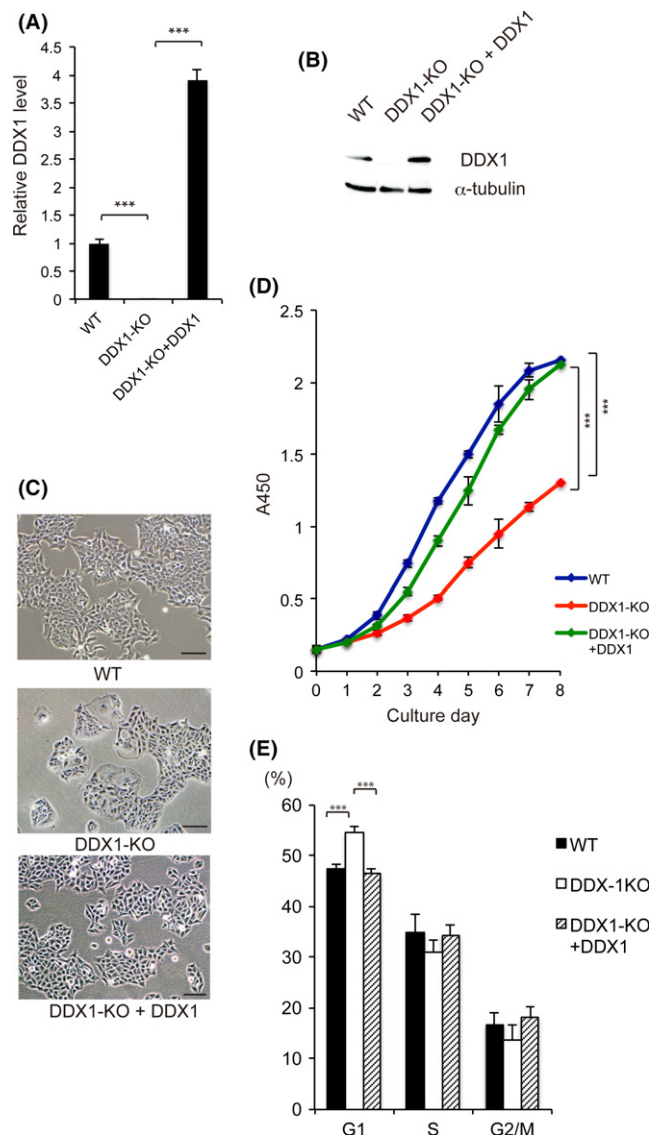 (A)
***
***
Relative DDX1 level
4.5
4
3.5
3
2.5
2
1.5
1
0.5
0
WT
DDX1-KO
DDX1-KO+DDX1
(B)
WT
DDX1-KO
DDX1-KO + DDX1
DDX1
α-tubulin
(C)
WT
DDX1-KO
DDX1-KO + DDX1
(D)
2.5
2
1.5
1
0.5
0
A450
0 1 2 3 4 5 6 7 8
Culture day
***
***
WT
DDX1-KO
DDX1-KO
+DDX1
(E)
(%)
60
50
40
30
20
10
0
***
***
G1 S G2/M
WT
DDX-1KO
DDX1-KO
+DDX1